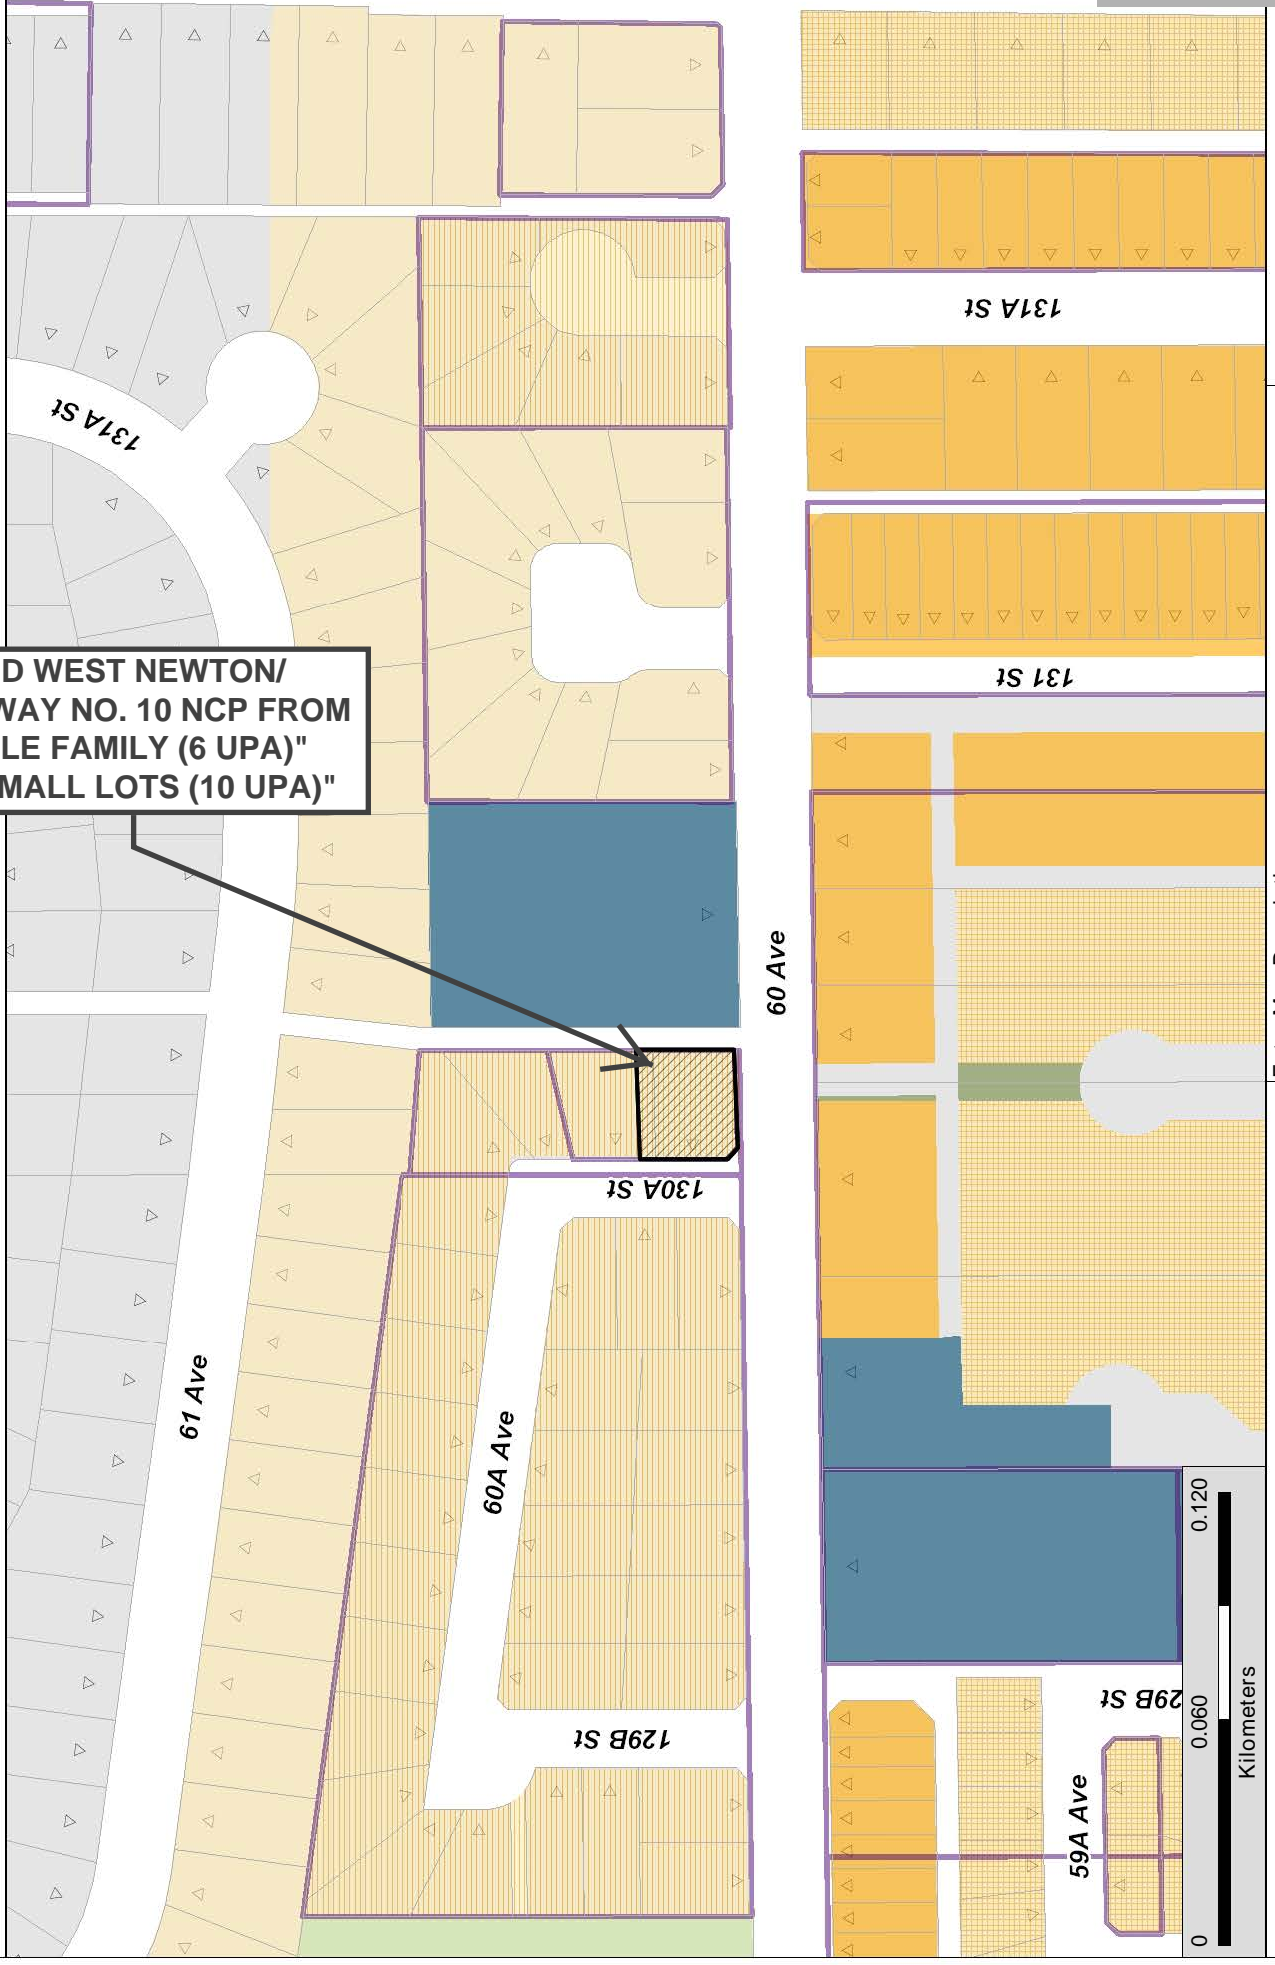 131A St
131A St
131 St
D WEST NEWTON/
WAY NO. 10 NCP FROM
LE FAMILY (6 UPA)"
MALL LOTS (10 UPA)"
60 Ave
130A St
61 Ave
60A Ave
129B St
29B St
59A Ave
0 0.060 0.120
Kilometers